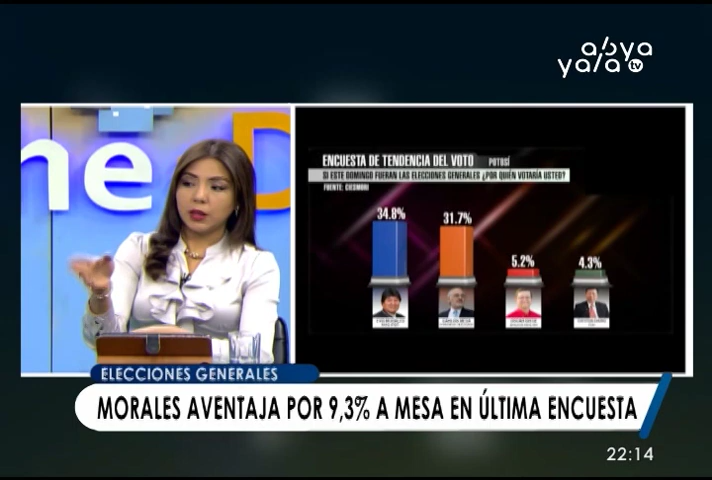 abya
yala tv
ne D
ENCUESTA DE TENDENCIA DEL VOTO POTOSÍ
SI ESTE DOMINGO FUERAN LAS ELECCIONES GENERALES ¿POR QUIÉN VOTARÍA USTED?
FUENTE: CIESMORI
34.8% 31.7% 5.2% 4.3%
ELECCIONES GENERALES
MORALES AVENTAJA POR 9,3% A MESA EN ÚLTIMA ENCUESTA
22:14